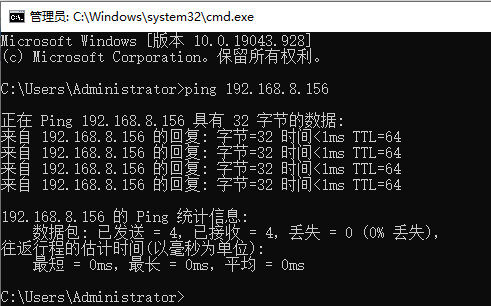 管理员: C:\Windows\system32\cmd.exe
Microsoft Windows [版本 10.0.19043.928]
(c) Microsoft Corporation。保留所有权利。
C:\Users\Administrator>ping 192.168.8.156
正在 Ping 192.168.8.156 具有 32 字节的数据:
来自 192.168.8.156 的回复: 字节=32 时间<1ms TTL=64
来自 192.168.8.156 的回复: 字节=32 时间<1ms TTL=64
来自 192.168.8.156 的回复: 字节=32 时间<1ms TTL=64
来自 192.168.8.156 的回复: 字节=32 时间<1ms TTL=64
192.168.8.156 的 Ping 统计信息:
数据包: 已发送 = 4，已接收 = 4，丢失 = 0 (0% 丢失)，
往返行程的估计时间(以毫秒为单位):
最短 = 0ms，最长 = 0ms，平均 = 0ms
C:\Users\Administrator>